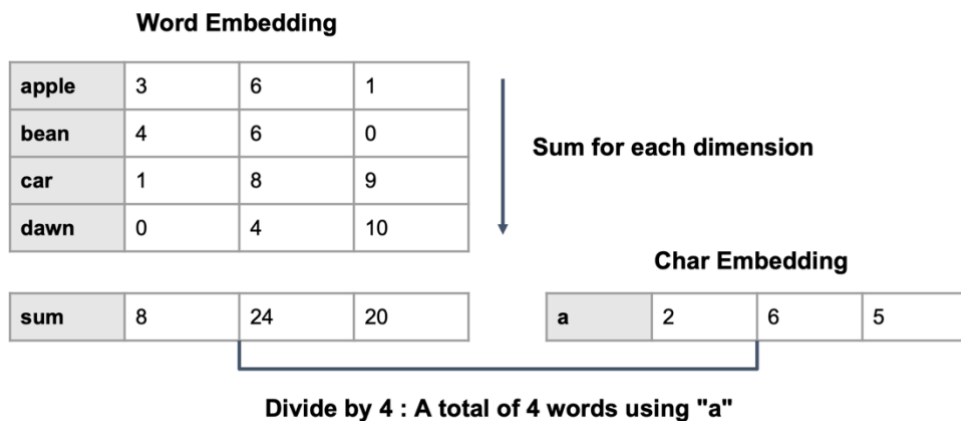 Word Embedding
apple 3 6 1
bean 4 6 0
car 1 8 9
dawn 0 4 10
Sum for each dimension
Char Embedding
sum 8 24 20
a 2 6 5
Divide by 4 : A total of 4 words using "a"